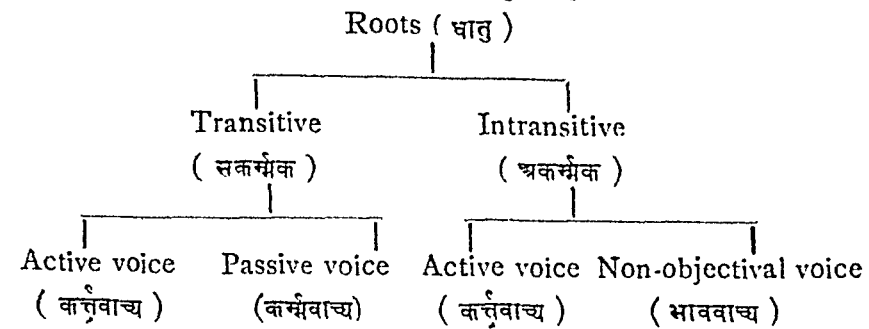 Roots ( धातु )
Transitive Intransitive
( सकर्म्मक ) ( अकर्म्मक )
Active voice Passive voice Active voice Non-objectival voice
( कर्त्तृवाच्य ) (कर्म्मवाच्य) ( कर्त्तृवाच्य ) ( भाववाच्य )